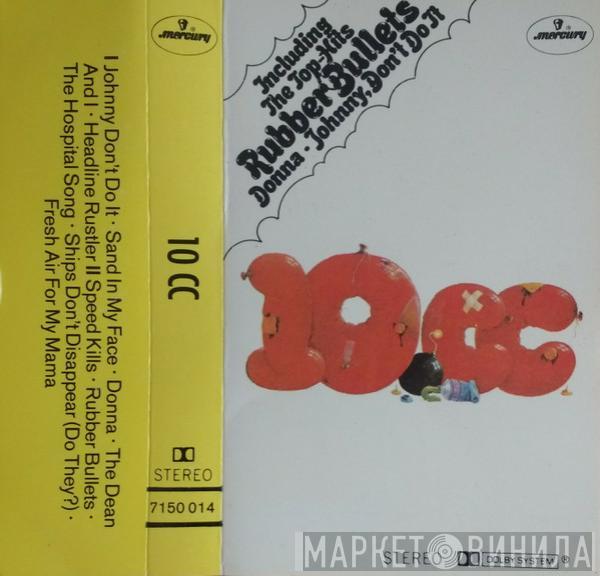 I Johnny Don't Do It · Sand In My Face · Donna · The Dean
And I · Headline Rustler II Speed Kills · Rubber Bullets ·
The Hospital Song · Ships Don't Disappear (Do They?) ·
Fresh Air For My Mama
mercury
10 CC
STEREO
7150 014
mercury
Including
The Top-Hits
Rubber Bullets
Donna · Johnny, Don't Do It
10cc
STEREO DOLBY SYSTEM ®
МАРКЕТ ВИНИЛА